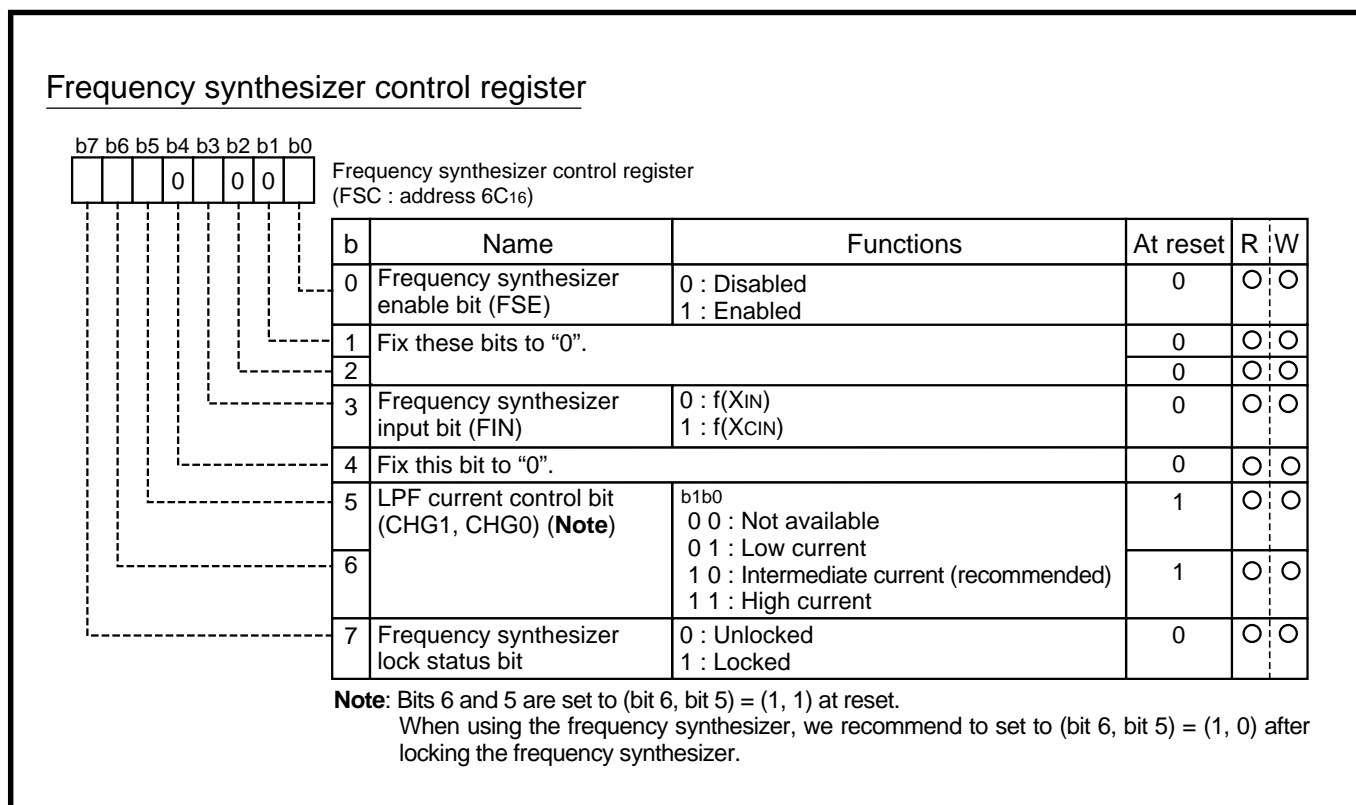 Frequency synthesizer control register
b7 b6 b5 b4 b3 b2 b1 b0
0 0 0
Frequency synthesizer control register
(FSC : address 6C16)
b Name Functions At reset R W
0 Frequency synthesizer enable bit (FSE) 0 : Disabled 0
1 : Enabled
1 Fix these bits to “0”. 0
2 0
3 Frequency synthesizer input bit (FIN) 0 : f(XIN) 0
1 : f(XCIN)
4 Fix this bit to “0”. 0
5 LPF current control bit (CHG1, CHG0) (Note) b1b0 1
0 0 : Not available
0 1 : Low current
6 1 0 : Intermediate current (recommended) 1
1 1 : High current
7 Frequency synthesizer lock status bit 0 : Unlocked 0
1 : Locked
Note: Bits 6 and 5 are set to (bit 6, bit 5) = (1, 1) at reset.
When using the frequency synthesizer, we recommend to set to (bit 6, bit 5) = (1, 0) after
locking the frequency synthesizer.